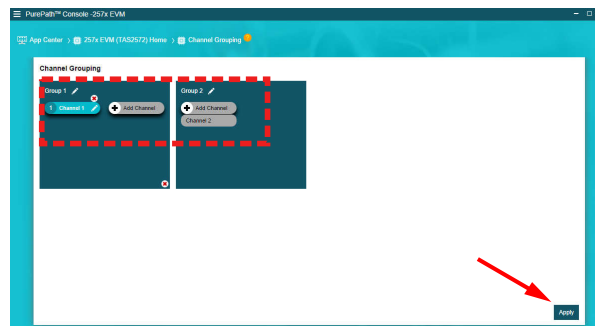 PurePath™ Console -257x EVM
App Center > 257x EVM (TAS2572) Home > Channel Grouping ?
Channel Grouping
Group 1 Group 2
1 Channel 1 + Add Channel + Add Channel
Channel 2
Apply